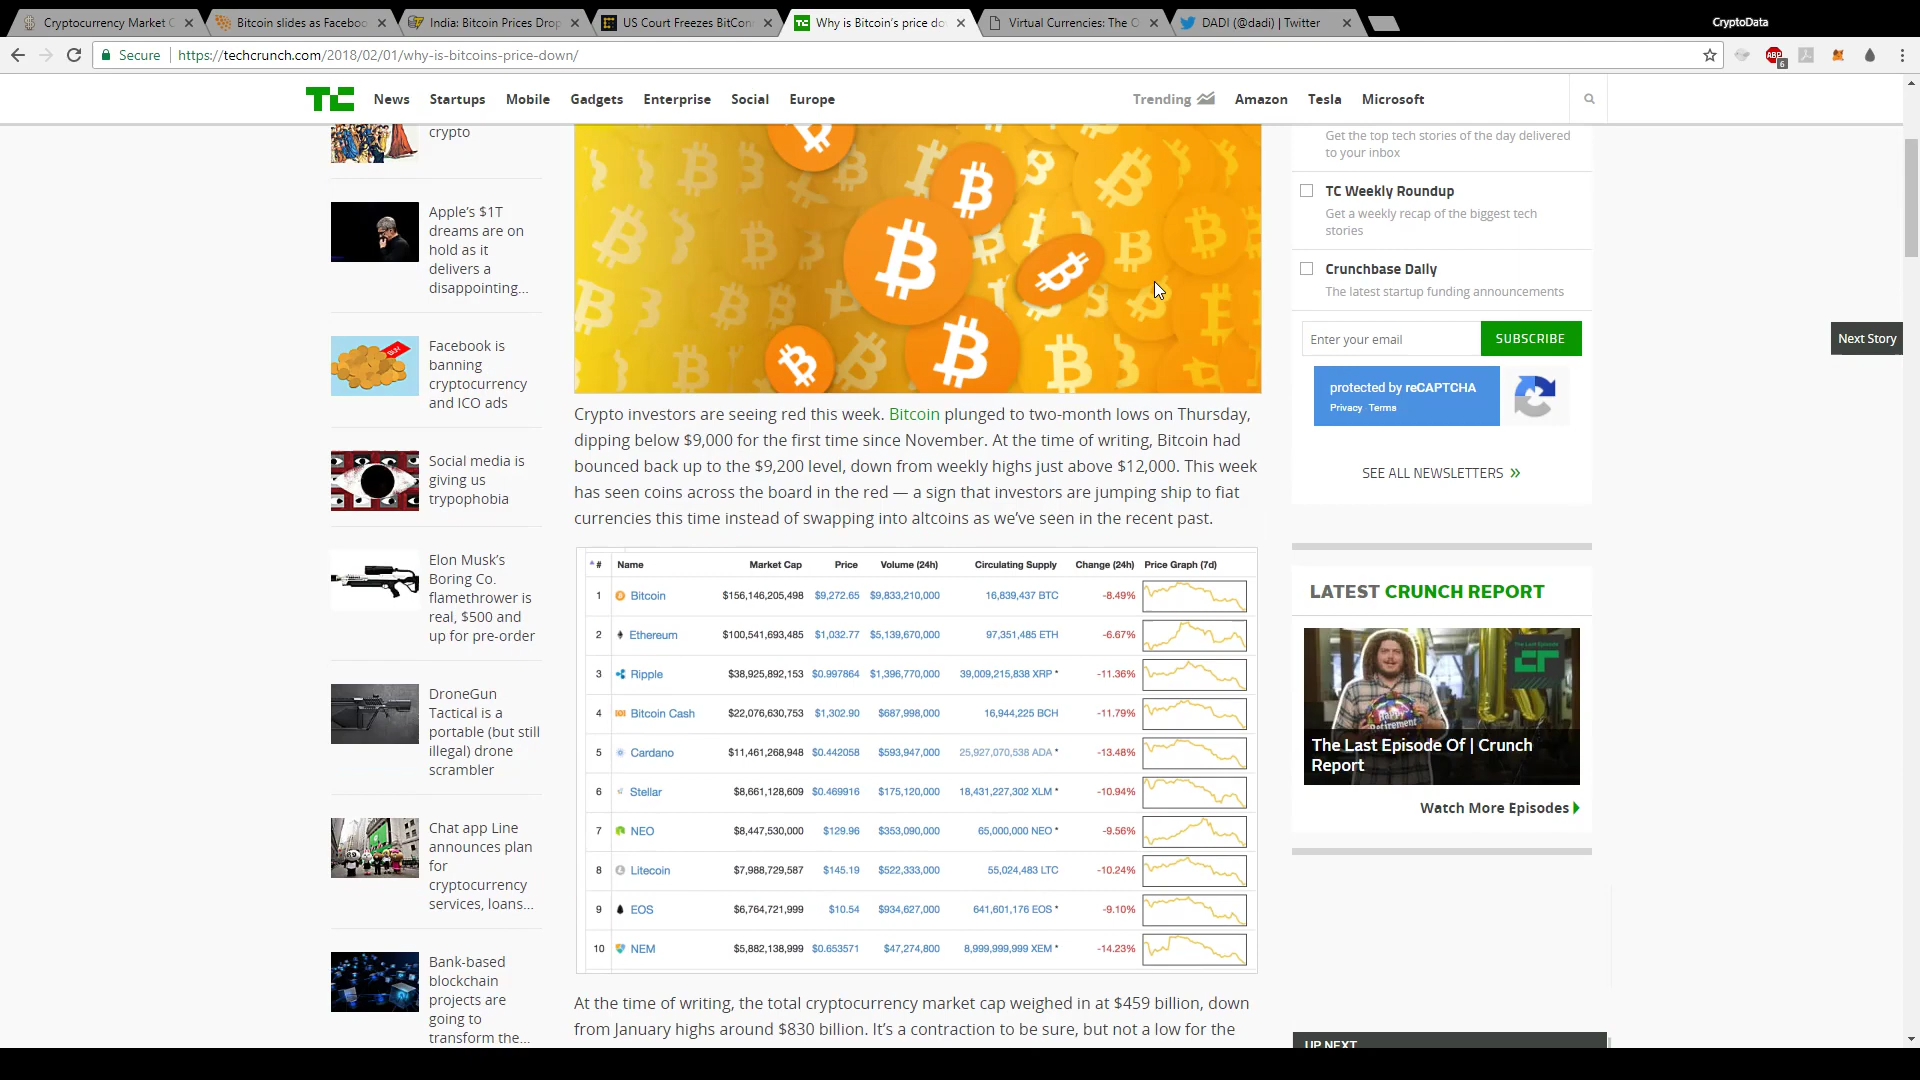 Cryptocurrency Market C
Bitcoin slides as Faceboo
India: Bitcoin Prices Drop
US Court Freezes BitCon
Why is Bitcoin's price do
Virtual Currencies: The O
DADI (@dadi) | Twitter
CryptoData
Secure
https://techcrunch.com/2018/02/01/why-is-bitcoins-price-down/
ABP
6
TC
News Startups Mobile Gadgets Enterprise Social Europe
Trending Amazon Tesla Microsoft
crypto
Apple's $1T
dreams are on
hold as it
delivers a
disappointing...
Facebook is
banning
cryptocurrency
and ICO ads
Social media is
giving us
trypophobia
Elon Musk's
Boring Co.
flamethrower is
real, $500 and
up for pre-order
DroneGun
Tactical is a
portable (but still
illegal) drone
scrambler
Chat app Line
announces plan
for
cryptocurrency
services, loans...
Bank-based
blockchain
projects are
going to
transform the...
Crypto investors are seeing red this week. Bitcoin plunged to two-month lows on Thursday,
dipping below $9,000 for the first time since November. At the time of writing, Bitcoin had
bounced back up to the $9,200 level, down from weekly highs just above $12,000. This week
has seen coins across the board in the red — a sign that investors are jumping ship to fiat
currencies this time instead of swapping into altcoins as we've seen in the recent past.
# Name Market Cap Price Volume (24h) Circulating Supply Change (24h) Price Graph (7d)
1 Bitcoin $156,146,205,498 $9,272.65 $9,833,210,000 16,839,437 BTC -8.49%
2 Ethereum $100,541,693,485 $1,032.77 $5,139,670,000 97,351,485 ETH -6.67%
3 Ripple $38,925,892,153 $0.997864 $1,396,770,000 39,009,215,838 XRP * -11.36%
4 Bitcoin Cash $22,076,630,753 $1,302.90 $687,998,000 16,944,225 BCH -11.79%
5 Cardano $11,461,268,948 $0.442058 $593,947,000 25,927,070,538 ADA * -13.48%
6 Stellar $8,661,128,609 $0.469916 $175,120,000 18,431,227,302 XLM * -10.94%
7 NEO $8,447,530,000 $129.96 $353,090,000 65,000,000 NEO * -9.56%
8 Litecoin $7,988,729,587 $145.19 $522,333,000 55,024,483 LTC -10.24%
9 EOS $6,764,721,999 $10.54 $934,627,000 641,601,176 EOS * -9.10%
10 NEM $5,882,138,999 $0.653571 $47,274,800 8,999,999,999 XEM * -14.23%
At the time of writing, the total cryptocurrency market cap weighed in at $459 billion, down
from January highs around $830 billion. It's a contraction to be sure, but not a low for the
Get the top tech stories of the day delivered
to your inbox
TC Weekly Roundup
Get a weekly recap of the biggest tech
stories
Crunchbase Daily
The latest startup funding announcements
Enter your email
SUBSCRIBE
protected by reCAPTCHA
Privacy - Terms
SEE ALL NEWSLETTERS »
Next Story
LATEST CRUNCH REPORT
The Last Episode
Happy
Retirement
The Last Episode Of | Crunch
Report
Watch More Episodes
UP NEXT